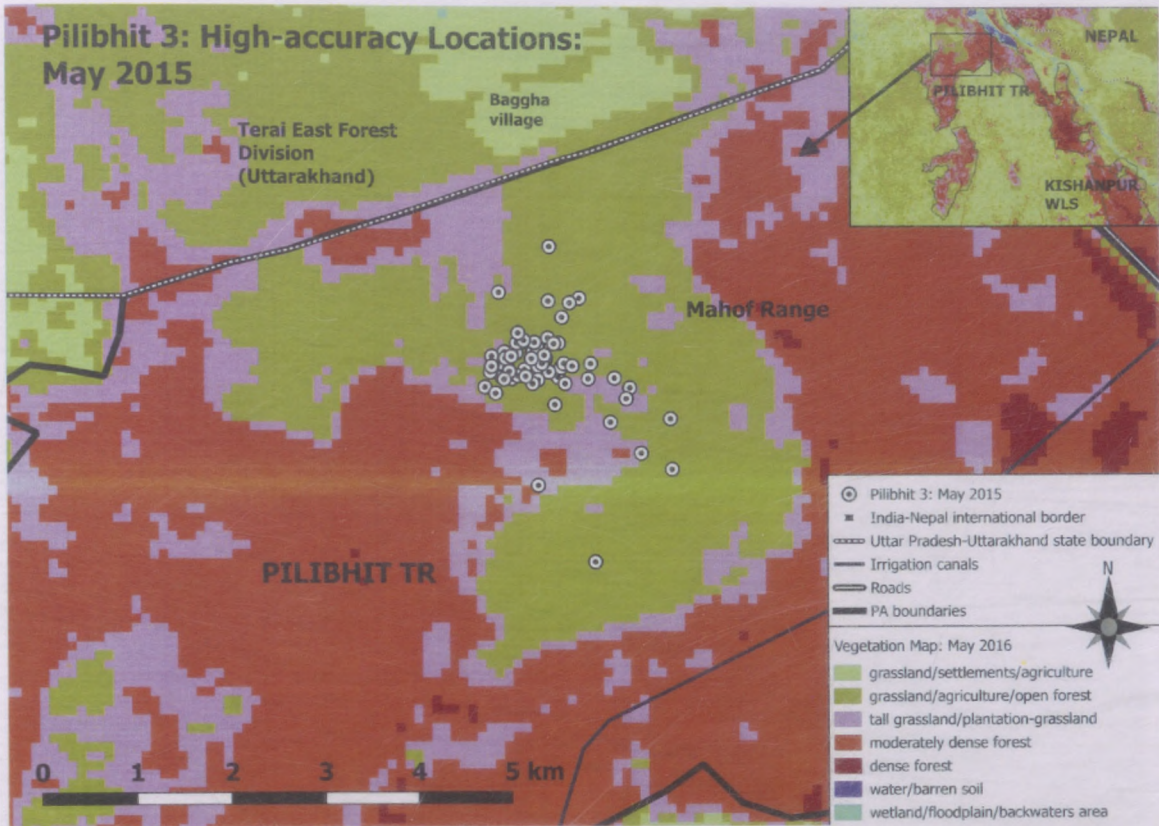 Pilibhit 3: High-accuracy Locations:
May 2015
Baggha
village
Terai East Forest
Division
(Uttarakhand)
NEPAL
PILIBHIT TR
KISHANPUR
WLS
Mahof Range
PILIBHIT TR
Pilibhit 3: May 2015
India-Nepal international border
Uttar Pradesh-Uttarakhand state boundary
Irrigation canals
Roads
PA boundaries
N
Vegetation Map: May 2016
grassland/settlements/agriculture
grassland/agriculture/open forest
tall grassland/plantation-grassland
moderately dense forest
dense forest
water/barren soil
wetland/floodplain/backwaters area
0 1 2 3 4 5 km